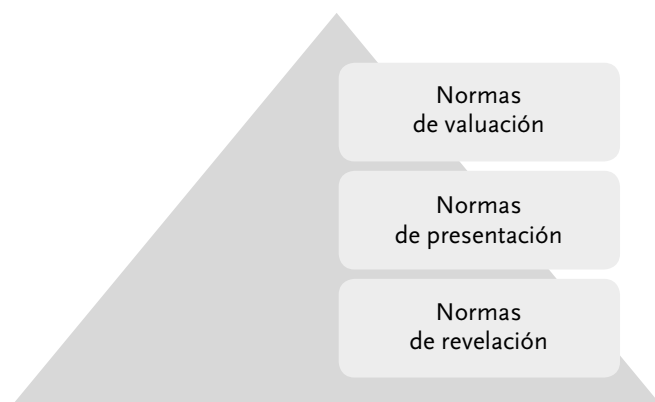 Normas
de valuación
Normas
de presentación
Normas
de revelación